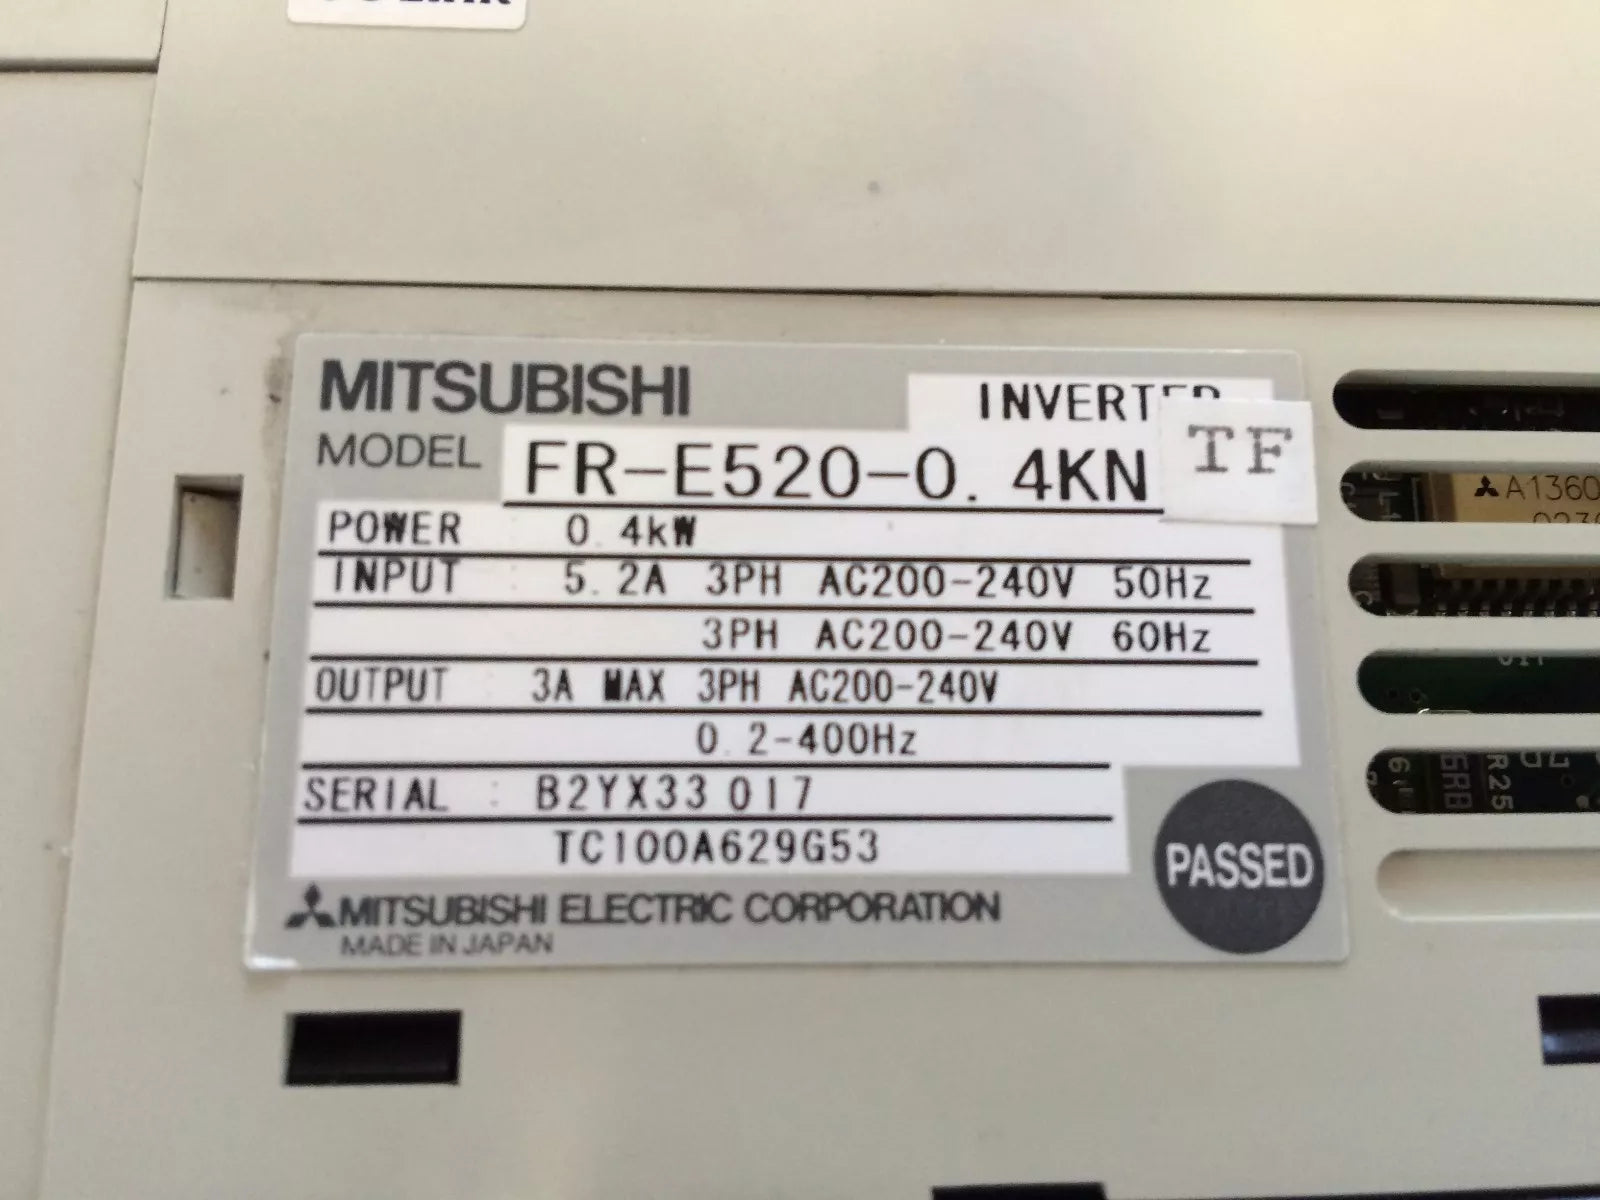 MITSUBISHI
INVERTER
MODEL FR-E520-0.4KN
TF
POWER 0.4kW
INPUT : 5.2A 3PH AC200-240V 50Hz
3PH AC200-240V 60Hz
OUTPUT : 3A MAX 3PH AC200-240V
0.2-400Hz
SERIAL : B2YX33 017
TC100A629G53
PASSED
MITSUBISHI ELECTRIC CORPORATION
MADE IN JAPAN
A1360
R25